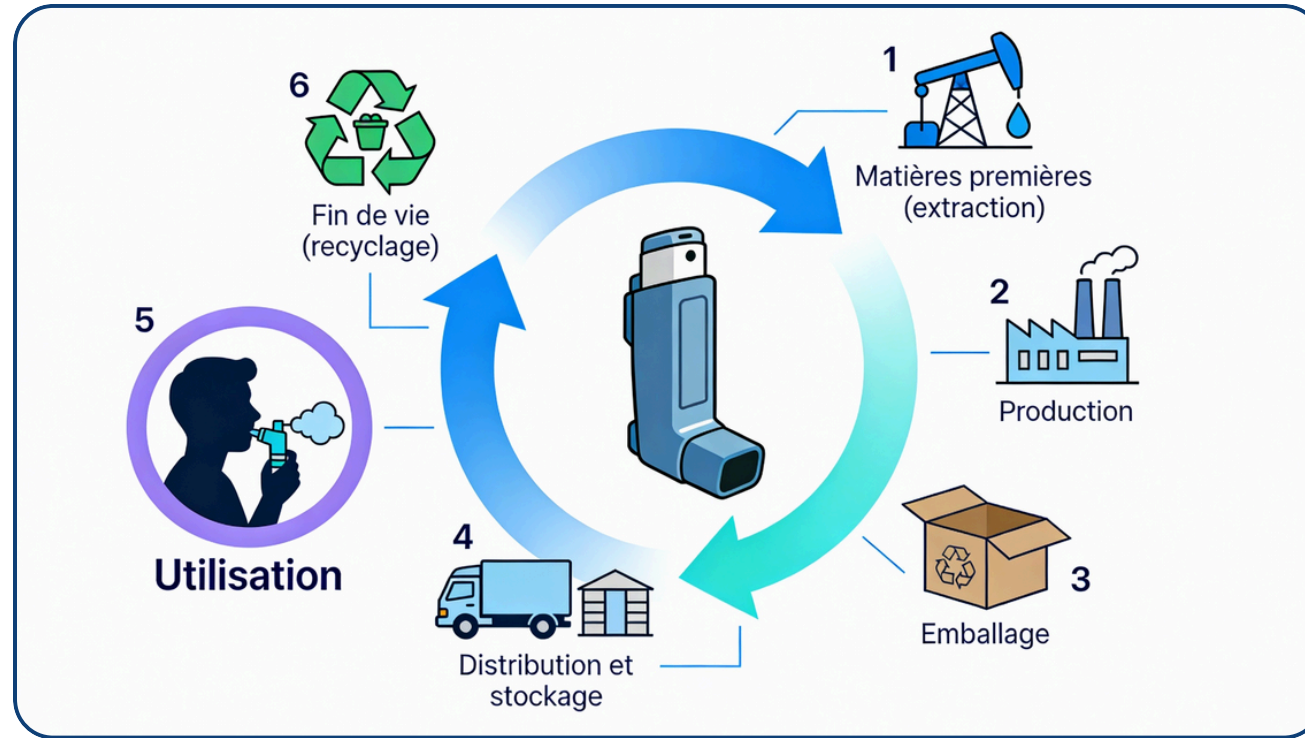 1
Matières premières
(extraction)
2
Production
3
Emballage
4
Distribution et
stockage
5
Utilisation
6
Fin de vie
(recyclage)